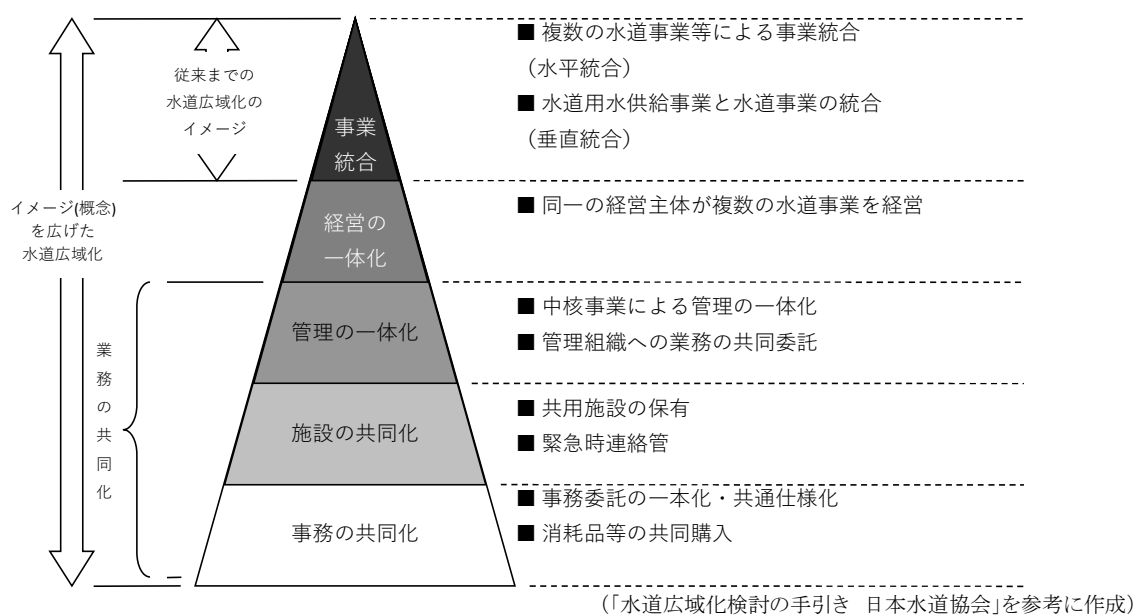 従来までの
水道広域化の
イメージ
イメージ(概念)
を広げた
水道広域化
業務の共同化
事業
統合
経営の
一体化
管理の一体化
施設の共同化
事務の共同化
■ 複数の水道事業等による事業統合
（水平統合）
■ 水道用水供給事業と水道事業の統合
（垂直統合）
■ 同一の経営主体が複数の水道事業を経営
■ 中核事業による管理の一体化
■ 管理組織への業務の共同委託
■ 共用施設の保有
■ 緊急時連絡管
■ 事務委託の一本化・共通仕様化
■ 消耗品等の共同購入
（「水道広域化検討の手引き 日本水道協会」を参考に作成）